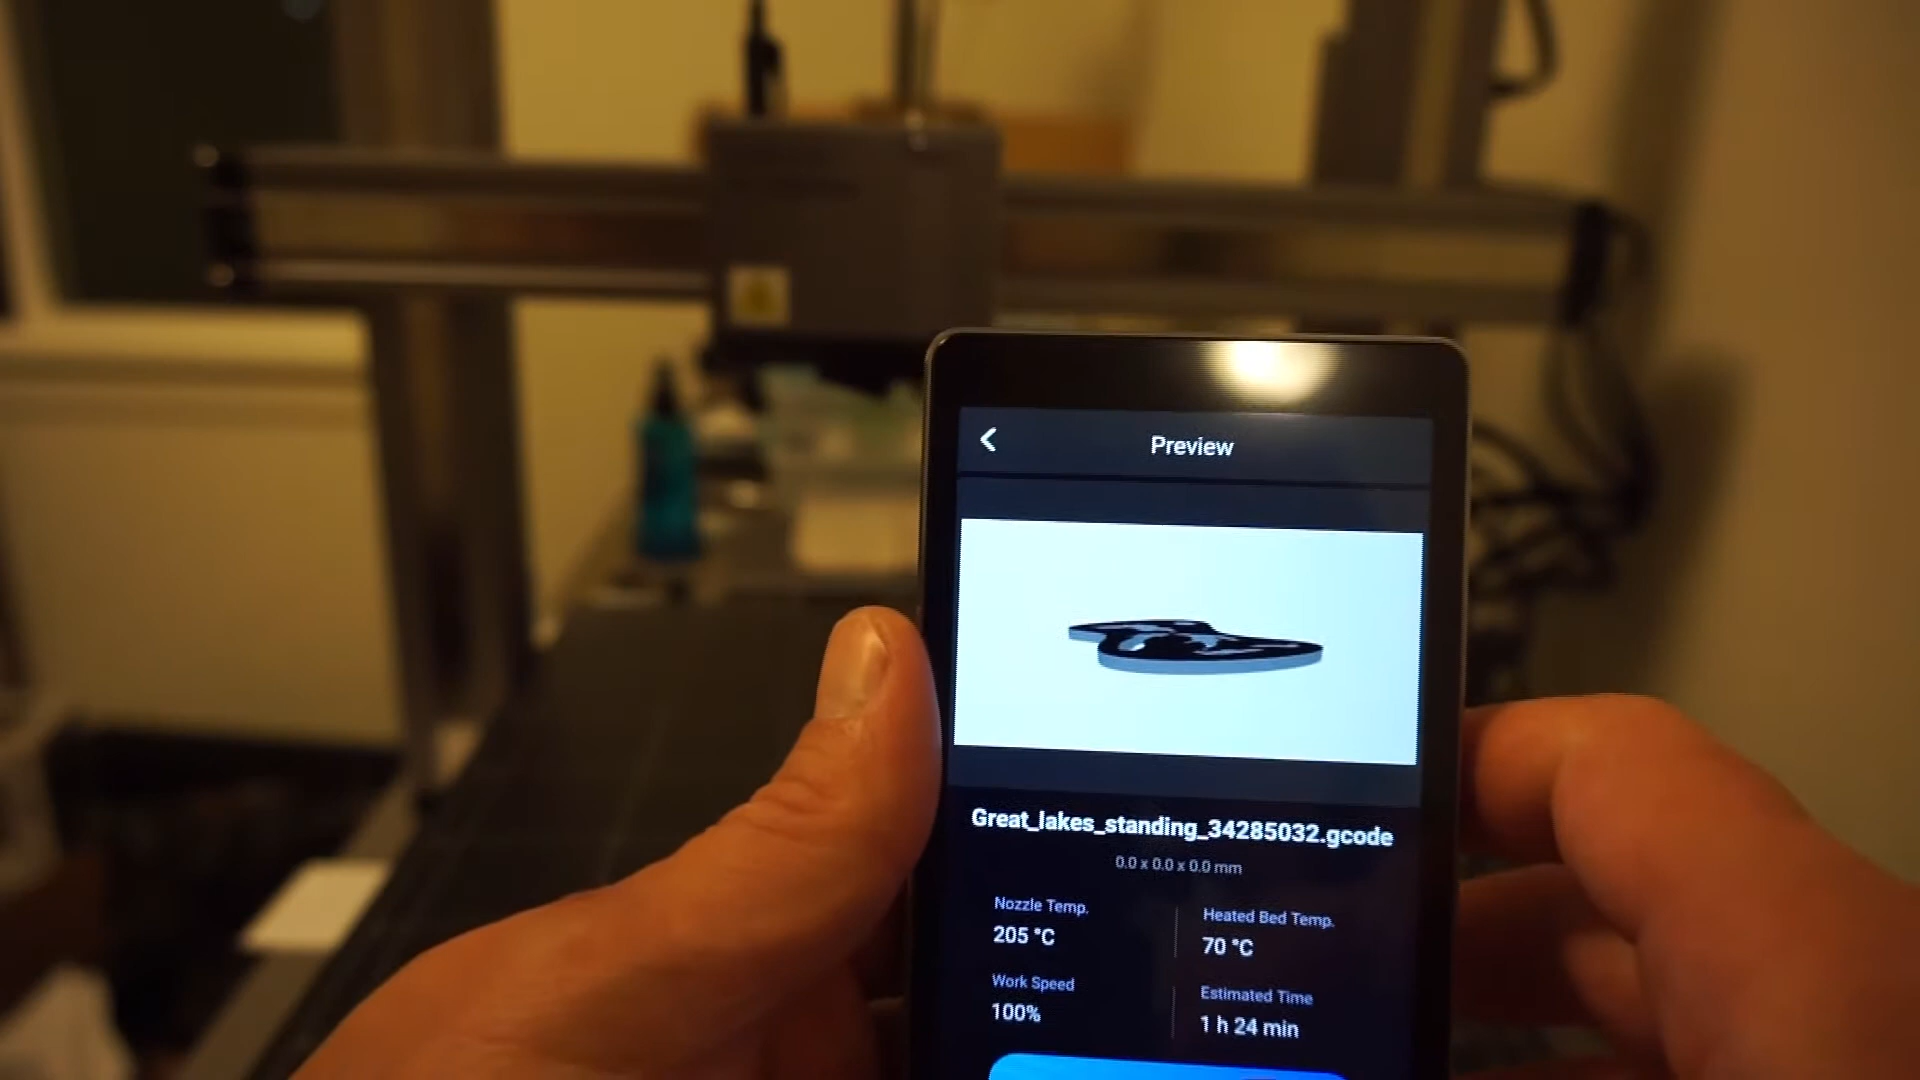 Preview
Great_lakes_standing_34285032.gcode
0.0 x 0.0 x 0.0 mm
Nozzle Temp.
205 °C
Heated Bed Temp.
70 °C
Work Speed
100%
Estimated Time
1 h 24 min